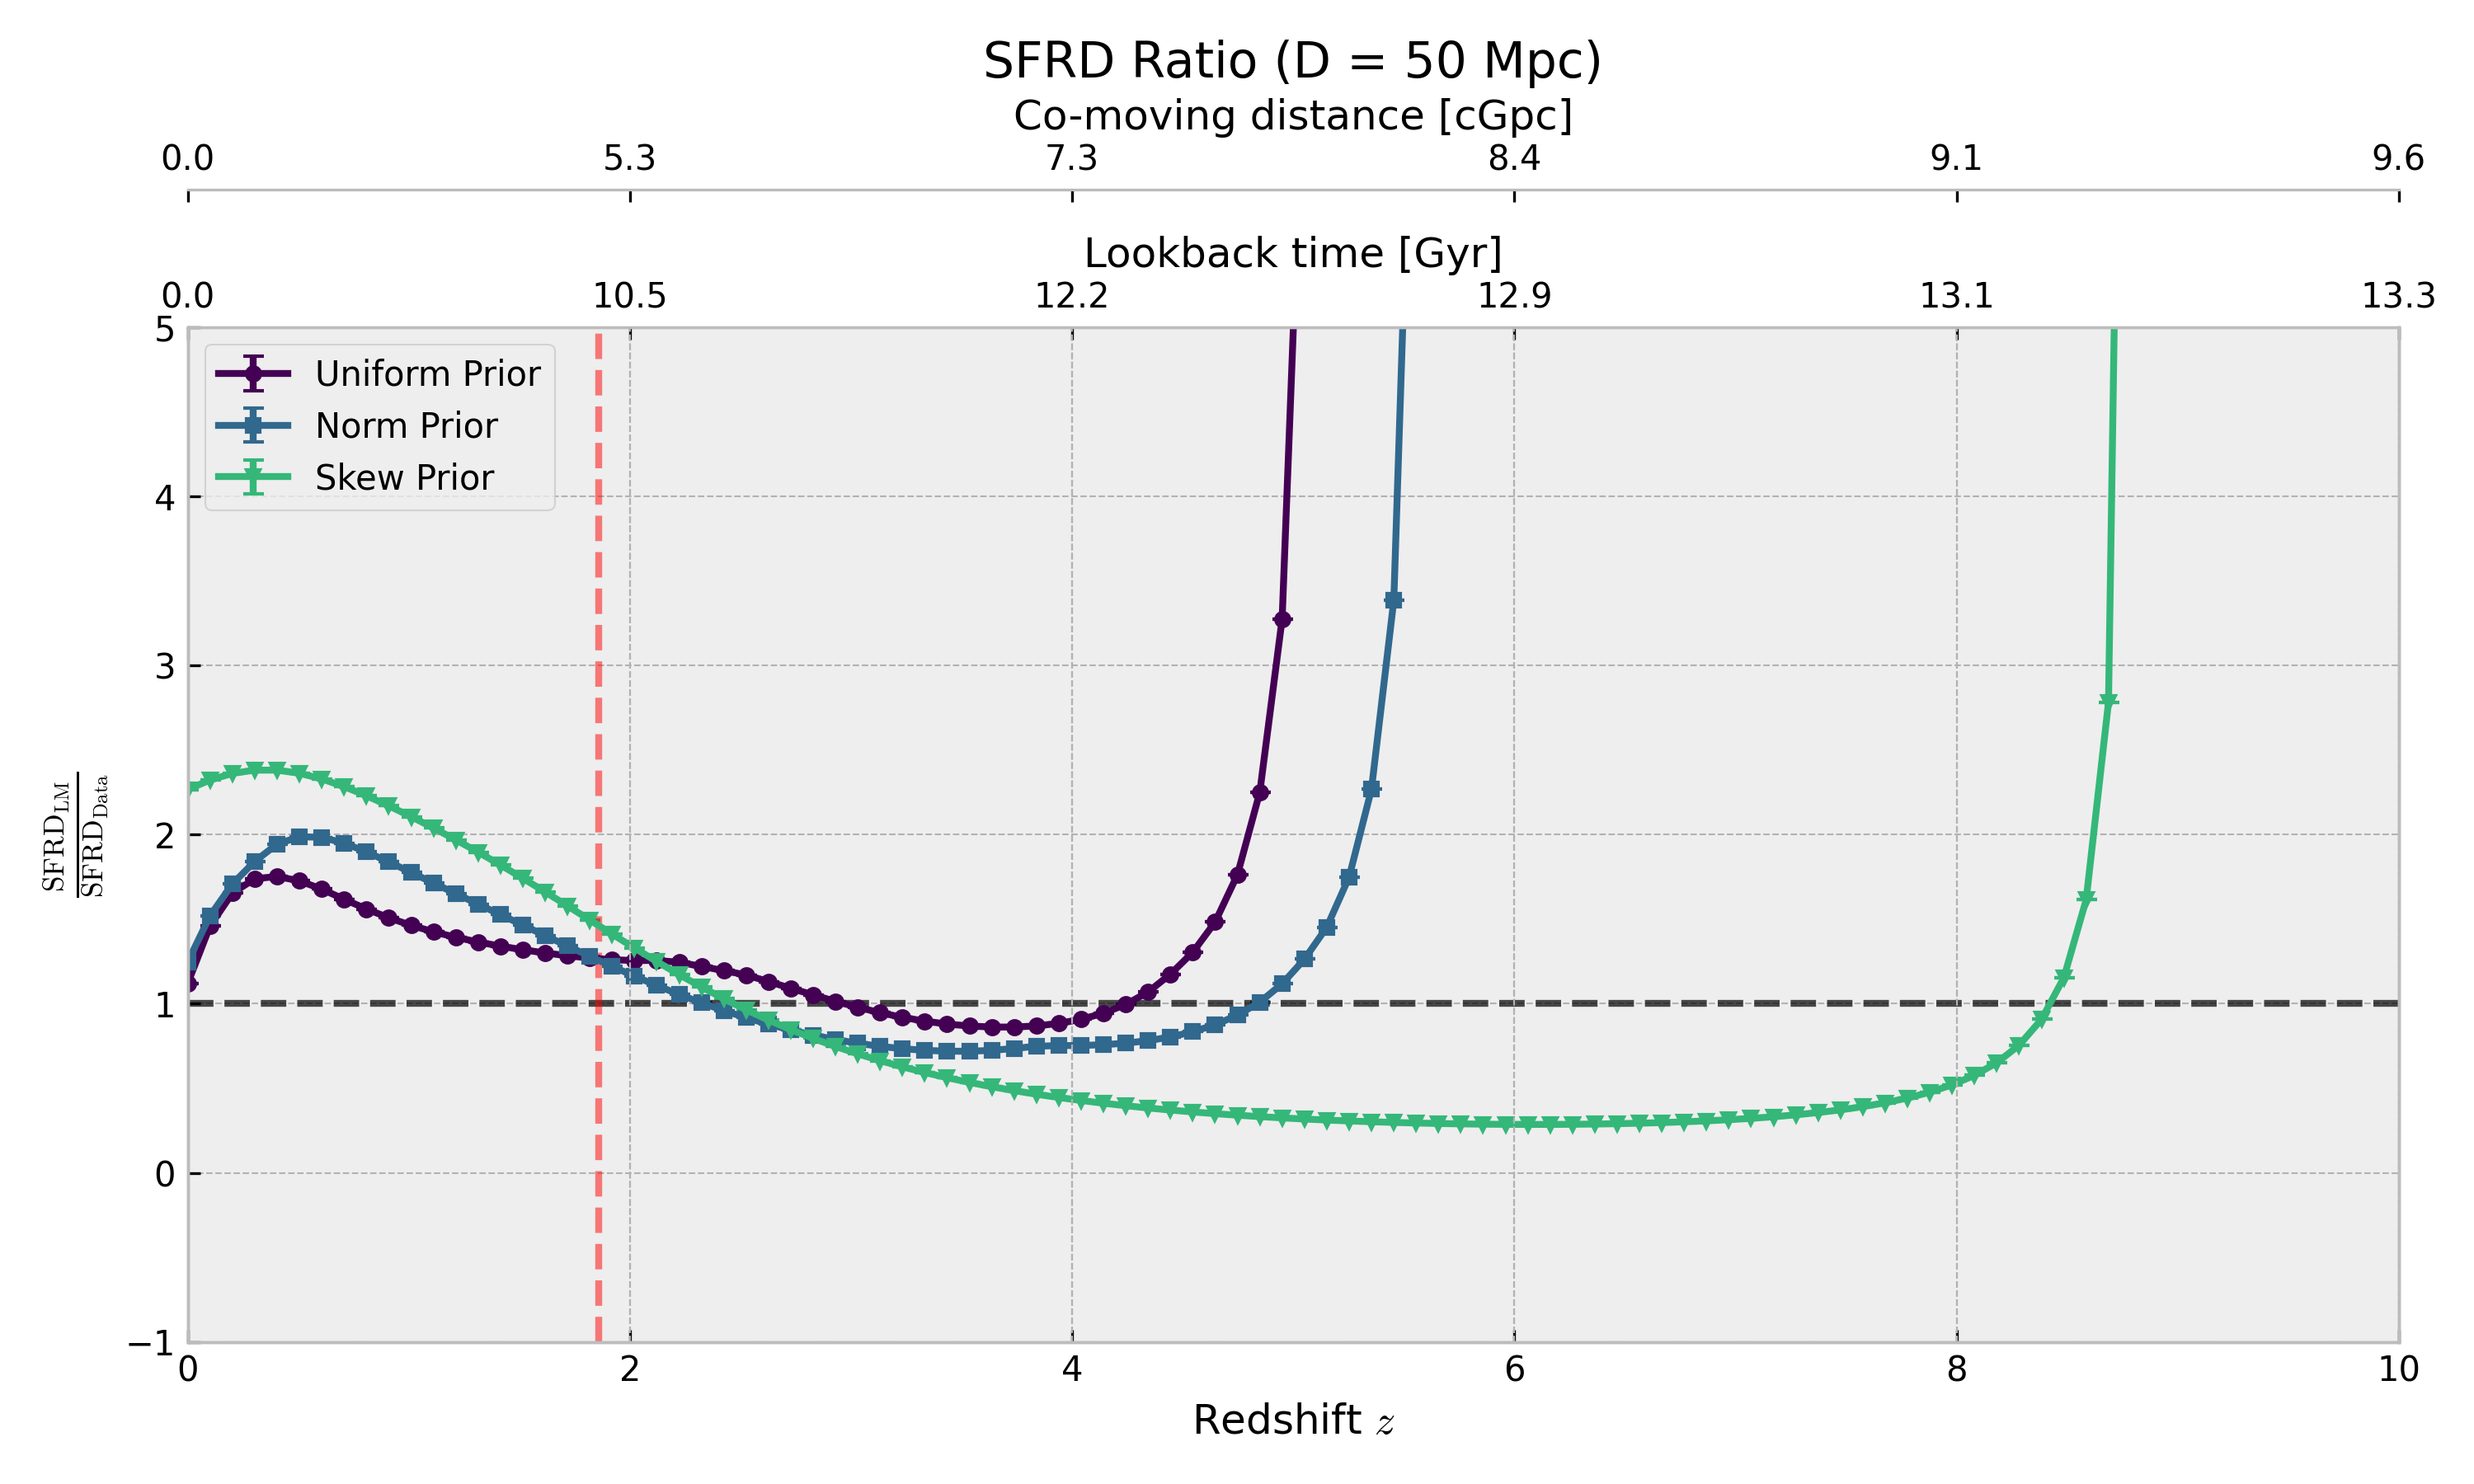 SFRD Ratio (D = 50 Mpc)
Co-moving distance [cGpc]
0.0 5.3 7.3 8.4 9.1 9.6
Lookback time [Gyr]
0.0 10.5 12.2 12.9 13.1 13.3
Uniform Prior
Norm Prior
Skew Prior
5
4
3
2
1
0
−1
SFRD_LM
SFRD_Data
0 2 4 6 8 10
Redshift z